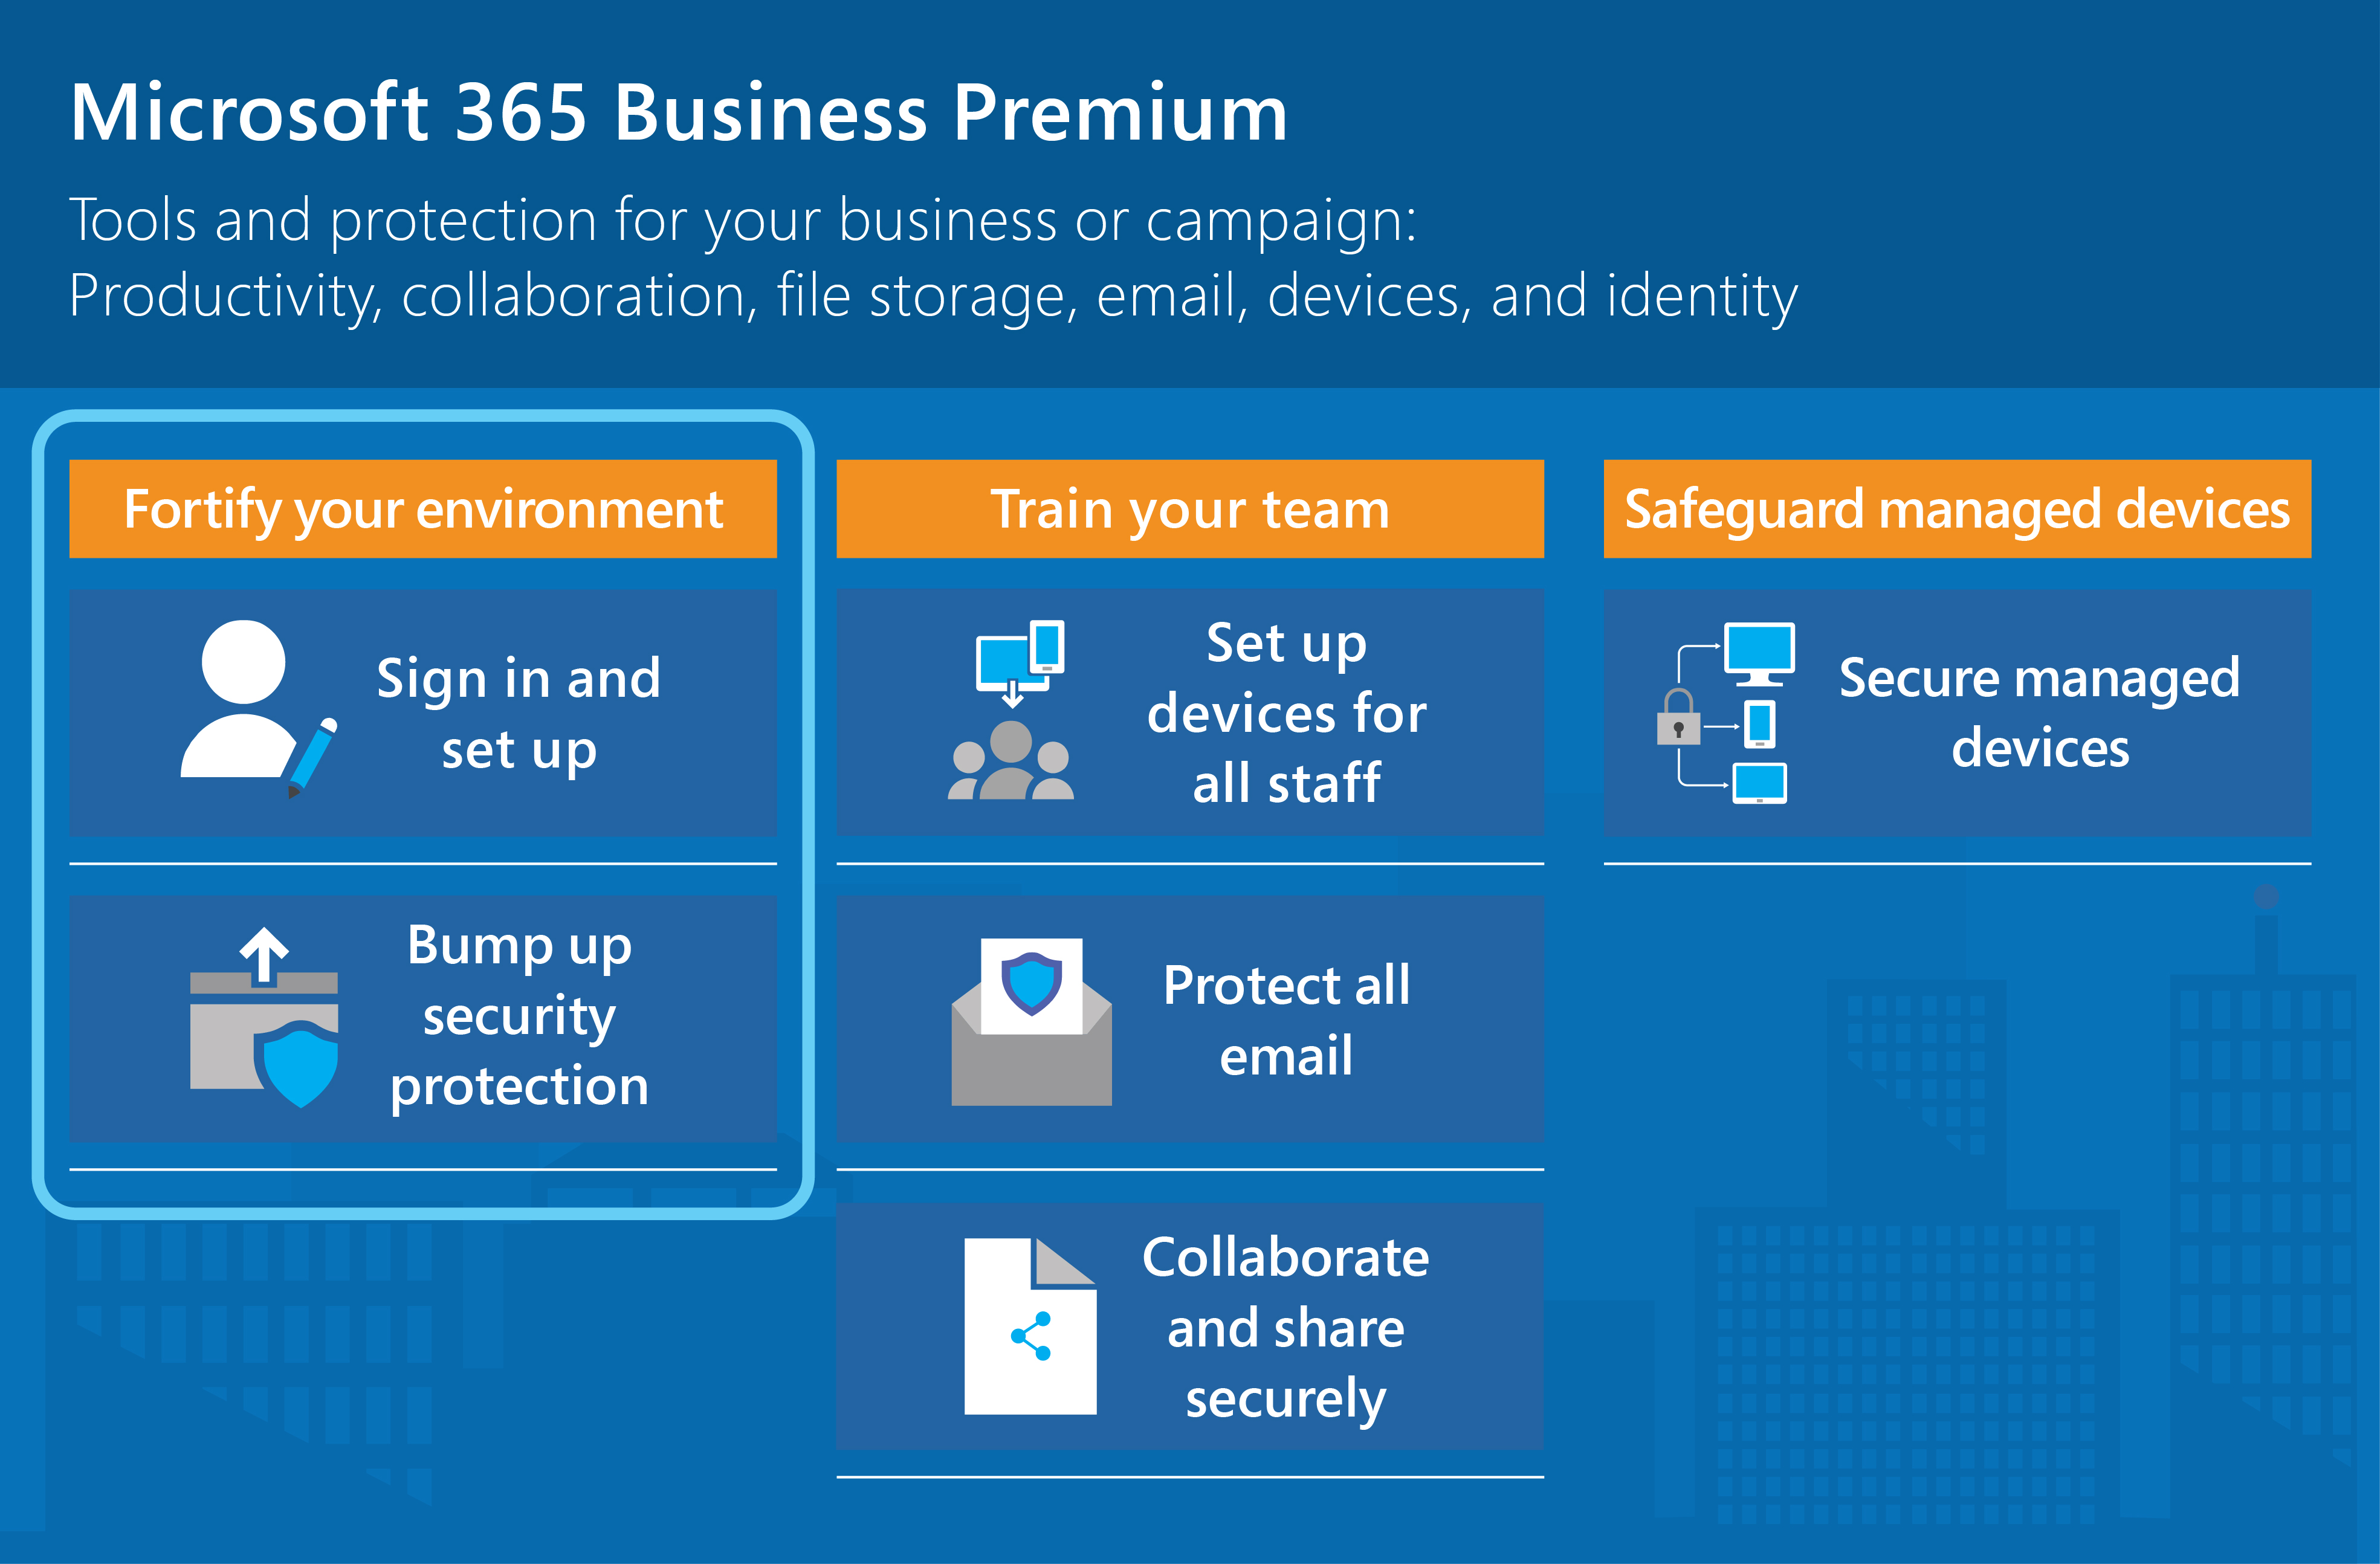 Microsoft 365 Business Premium
Tools and protection for your business or campaign:
Productivity, collaboration, file storage, email, devices, and identity
Fortify your environment
Sign in and
set up
Bump up
security
protection
Train your team
Set up
devices for
all staff
Protect all
email
Collaborate
and share
securely
Safeguard managed devices
Secure managed
devices